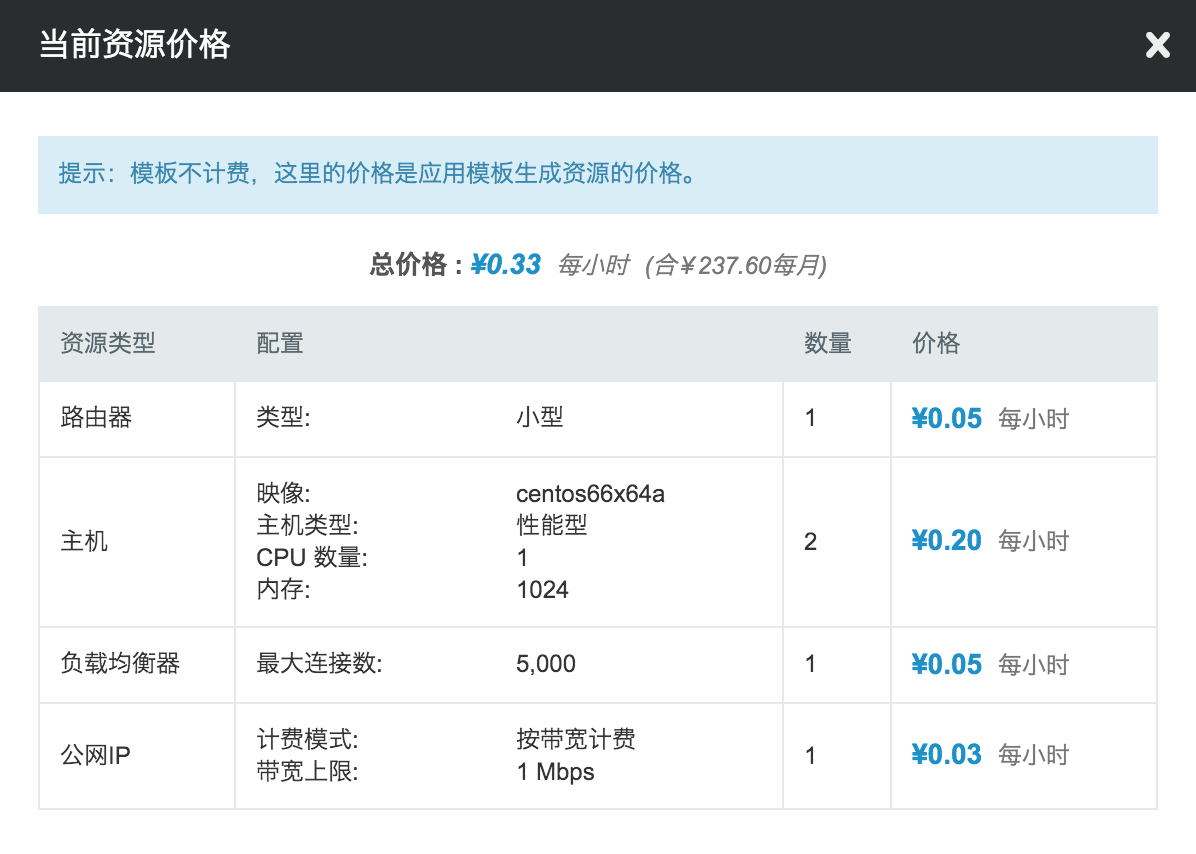 当前资源价格
提示：模板不计费，这里的价格是应用模板生成资源的价格。
总价格 : ¥0.33 每小时 (合￥237.60每月)
资源类型 配置 数量 价格
路由器 类型: 小型 1 ¥0.05 每小时
映像: centos66x64a
主机类型: 性能型
主机 2 ¥0.20 每小时
CPU 数量: 1
内存: 1024
负载均衡器 最大连接数: 5,000 1 ¥0.05 每小时
计费模式: 按带宽计费
公网IP 1 ¥0.03 每小时
带宽上限: 1 Mbps